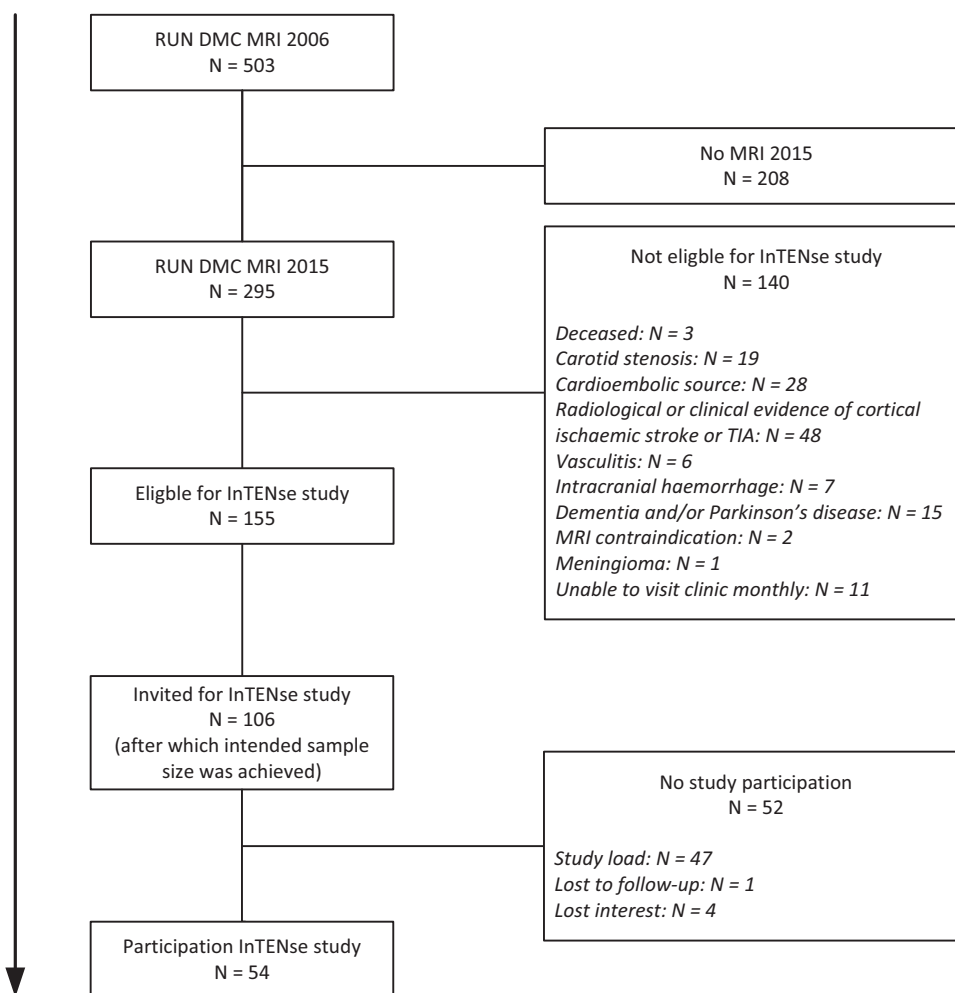 RUN DMC MRI 2006
N = 503
No MRI 2015
N = 208
RUN DMC MRI 2015
N = 295
Not eligible for InTENse study
N = 140
Deceased: N = 3
Carotid stenosis: N = 19
Cardioembolic source: N = 28
Radiological or clinical evidence of cortical
ischaemic stroke or TIA: N = 48
Vasculitis: N = 6
Intracranial haemorrhage: N = 7
Dementia and/or Parkinson's disease: N = 15
MRI contraindication: N = 2
Meningioma: N = 1
Unable to visit clinic monthly: N = 11
Eligble for InTENse study
N = 155
Invited for InTENse study
N = 106
(after which intended sample
size was achieved)
No study participation
N = 52
Study load: N = 47
Lost to follow-up: N = 1
Lost interest: N = 4
Participation InTENse study
N = 54